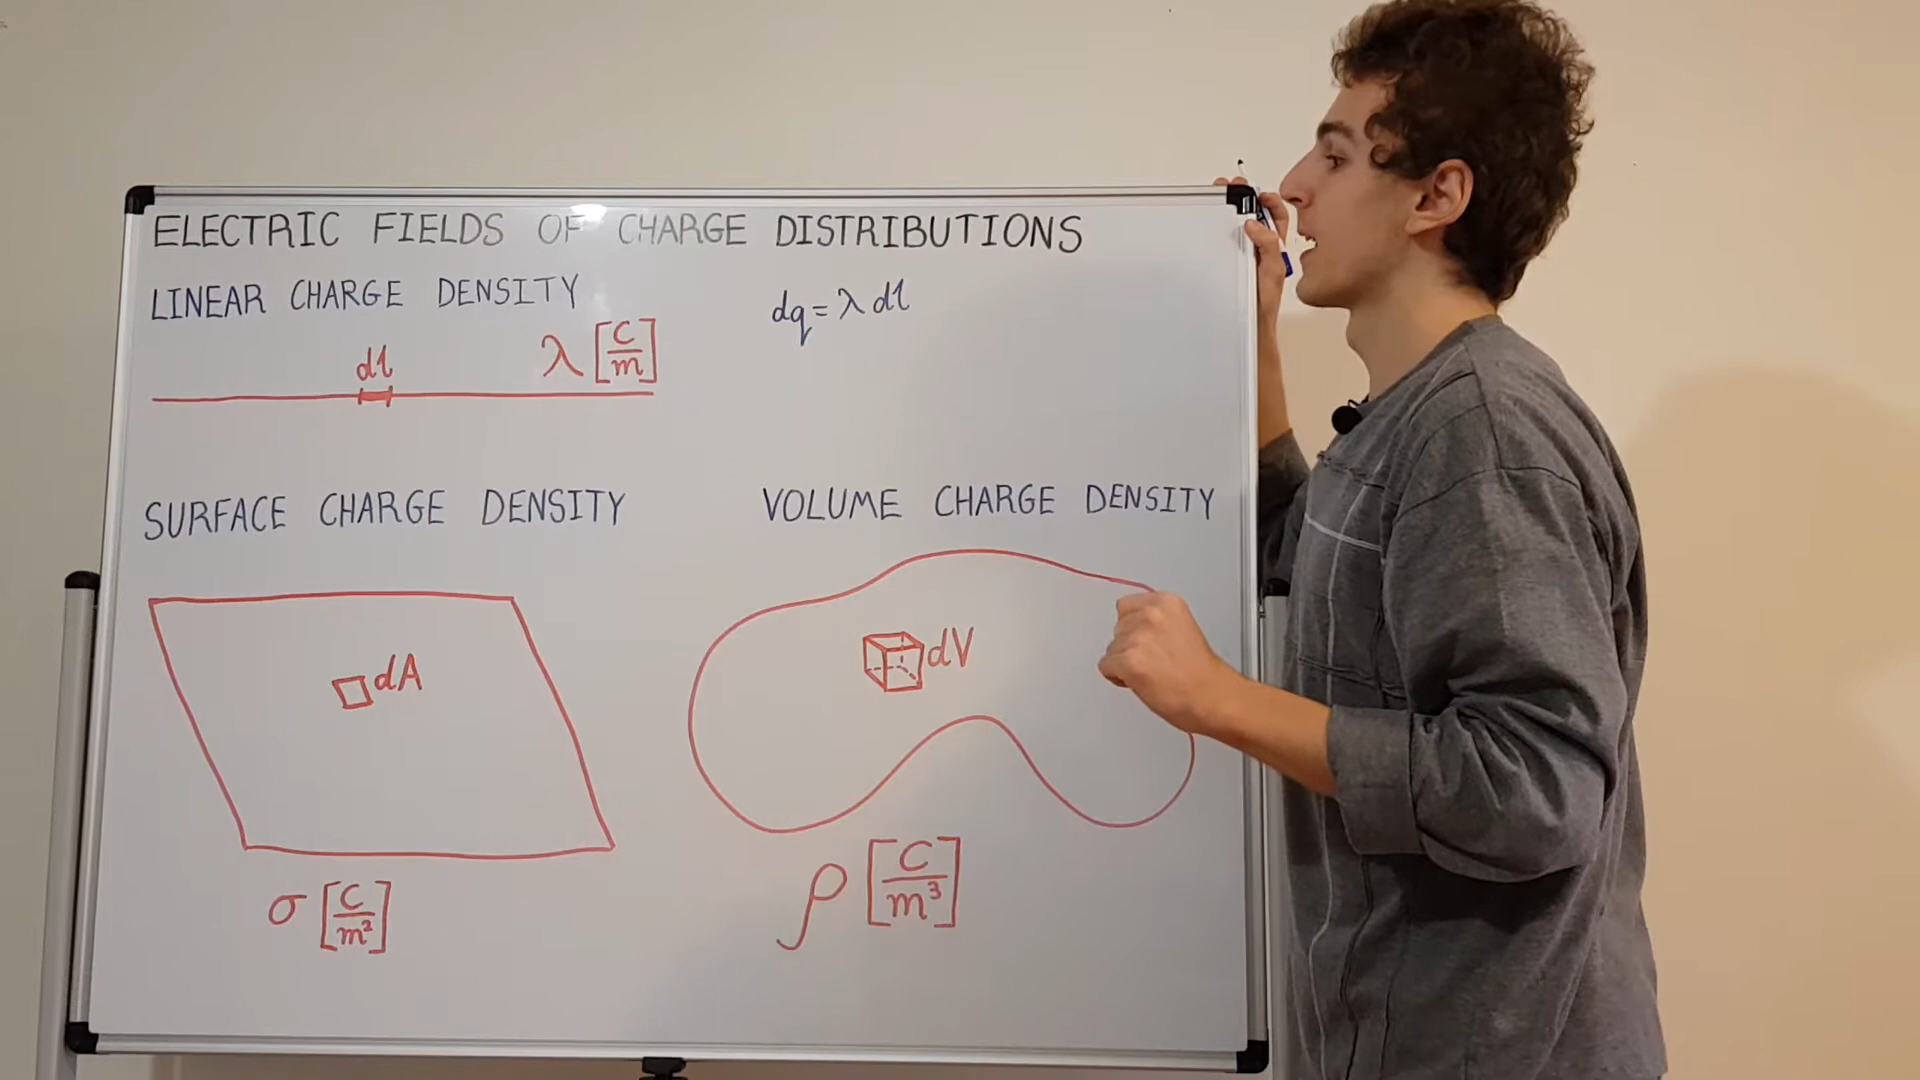 ELECTRIC FIELDS OF CHARGE DISTRIBUTIONS
LINEAR CHARGE DENSITY
dq = λ dl
dl
λ [C/m]
SURFACE CHARGE DENSITY
dA
σ [C/m²]
VOLUME CHARGE DENSITY
dV
ρ [C/m³]